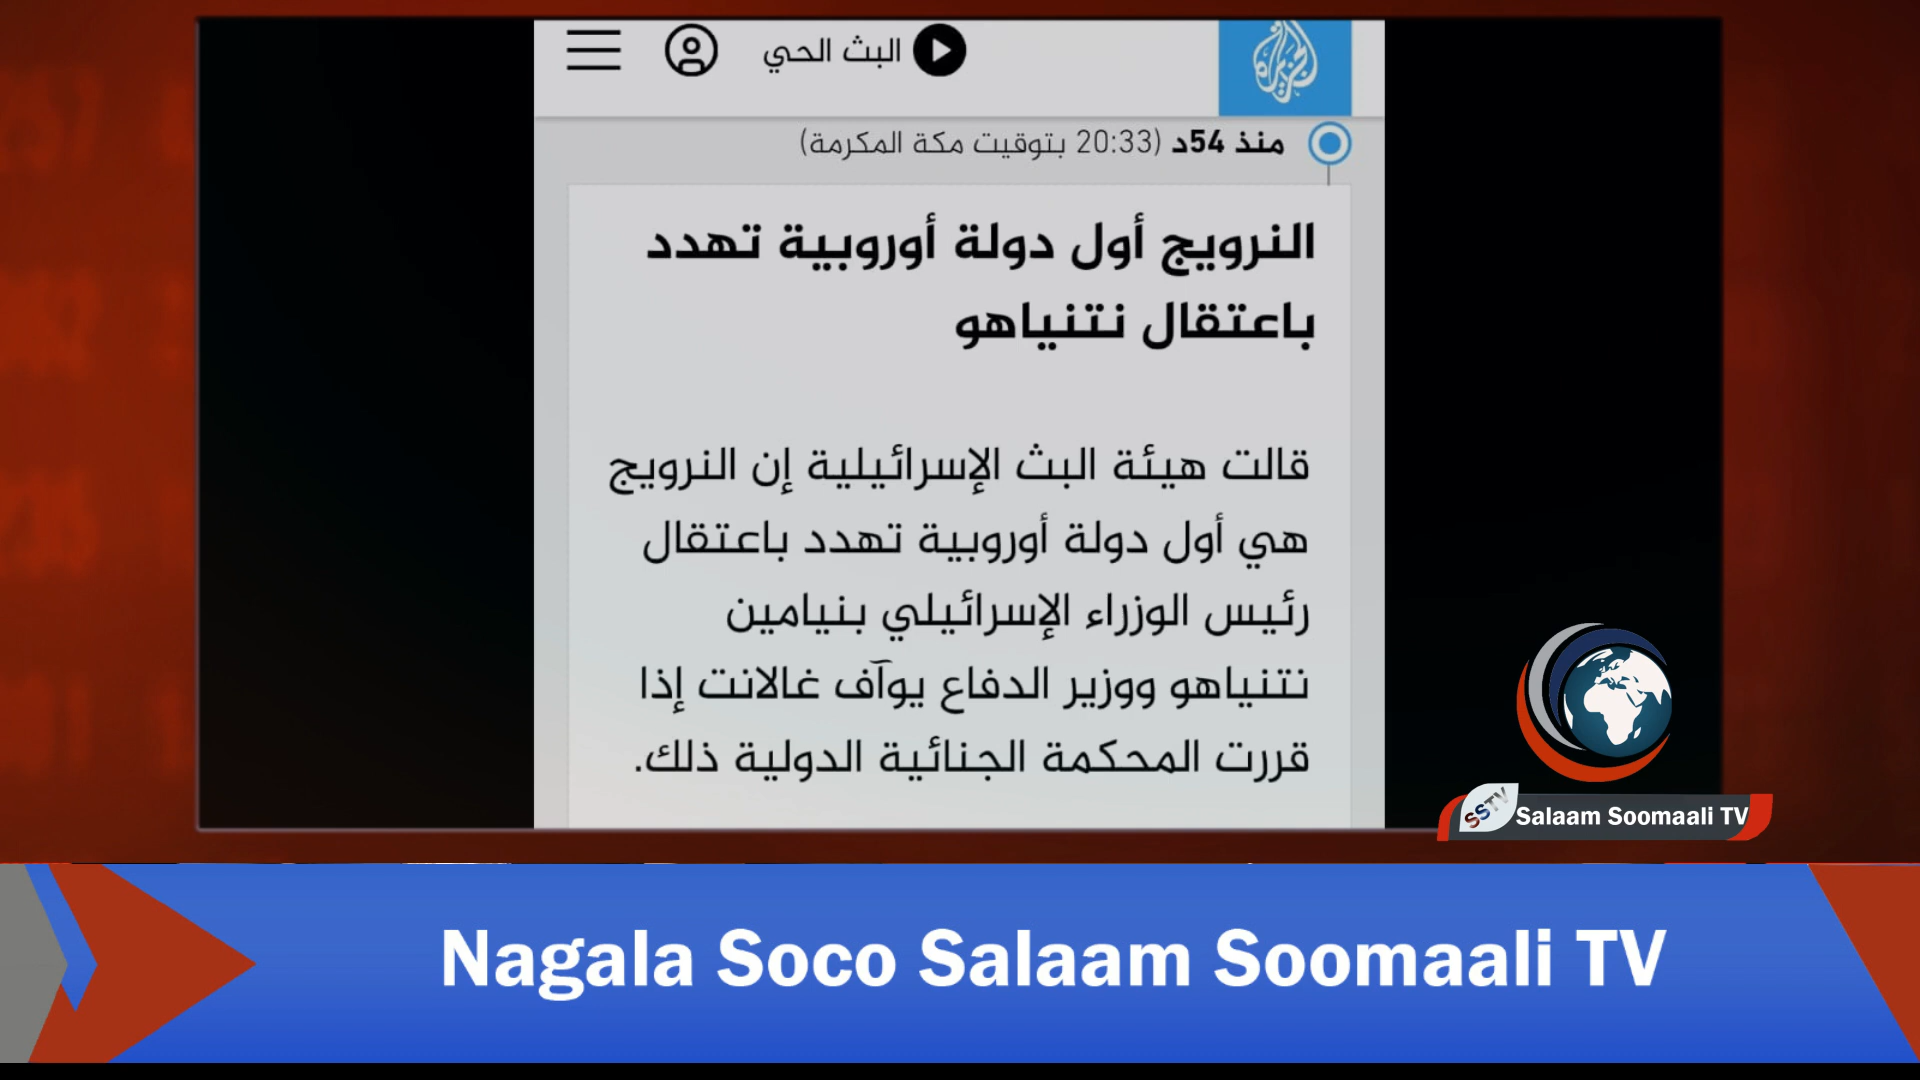 البث الحي
الجزيرة
منذ 54د (20:33 بتوقيت مكة المكرمة)
النرويج أول دولة أوروبية تهدد
باعتقال نتنياهو
قالت هيئة البث الإسرائيلية إن النرويج
هي أول دولة أوروبية تهدد باعتقال
رئيس الوزراء الإسرائيلي بنيامين
نتنياهو ووزير الدفاع يوآف غالانت إذا
قررت المحكمة الجنائية الدولية ذلك.
SSTV Salaam Soomaali TV
Nagala Soco Salaam Soomaali TV